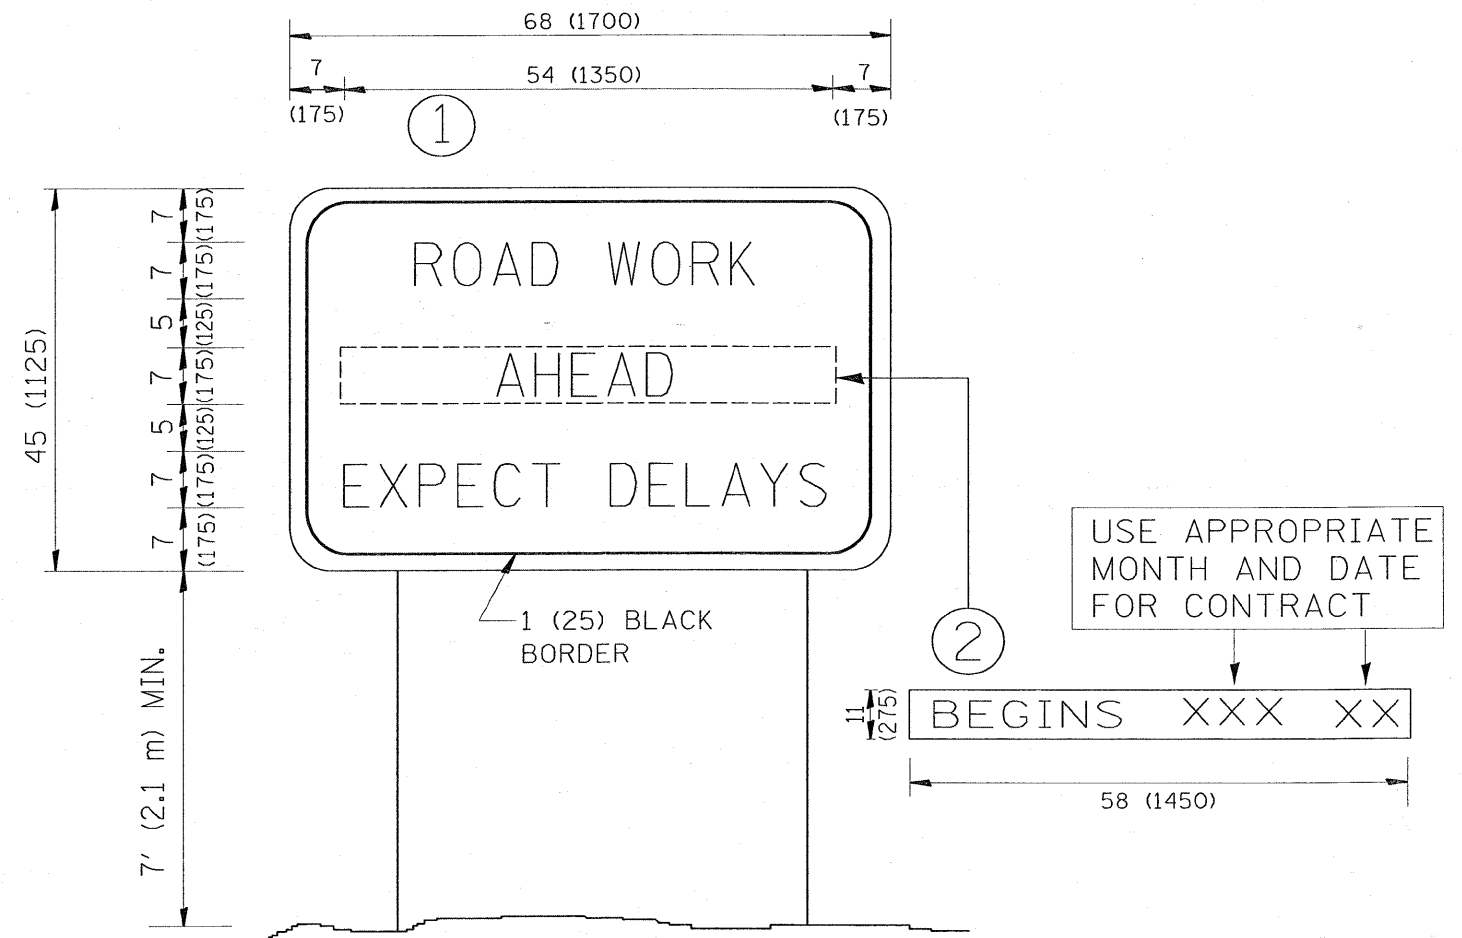 68 (1700)
7
54 (1350)
7
(175)
(175)
1
7 (175)
7 (175)
5 (125)
7 (175)
5 (125)
7 (175)
7 (175)
45 (1125)
ROAD WORK
AHEAD
EXPECT DELAYS
1 (25) BLACK
BORDER
7' (2.1 m) MIN.
2
USE APPROPRIATE
MONTH AND DATE
FOR CONTRACT
11
(275)
BEGINS XXX XX
58 (1450)